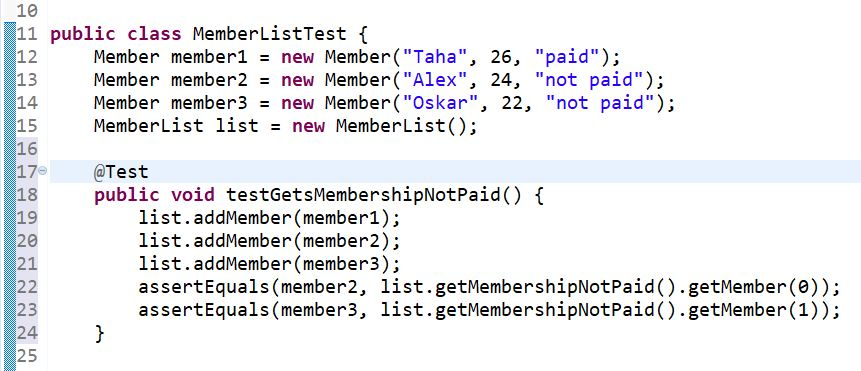 10
11 public class MemberListTest {
12     Member member1 = new Member("Taha", 26, "paid");
13     Member member2 = new Member("Alex", 24, "not paid");
14     Member member3 = new Member("Oskar", 22, "not paid");
15     MemberList list = new MemberList();
16
17     @Test
18     public void testGetsMembershipNotPaid() {
19         list.addMember(member1);
20         list.addMember(member2);
21         list.addMember(member3);
22         assertEquals(member2, list.getMembershipNotPaid().getMember(0));
23         assertEquals(member3, list.getMembershipNotPaid().getMember(1));
24     }
25